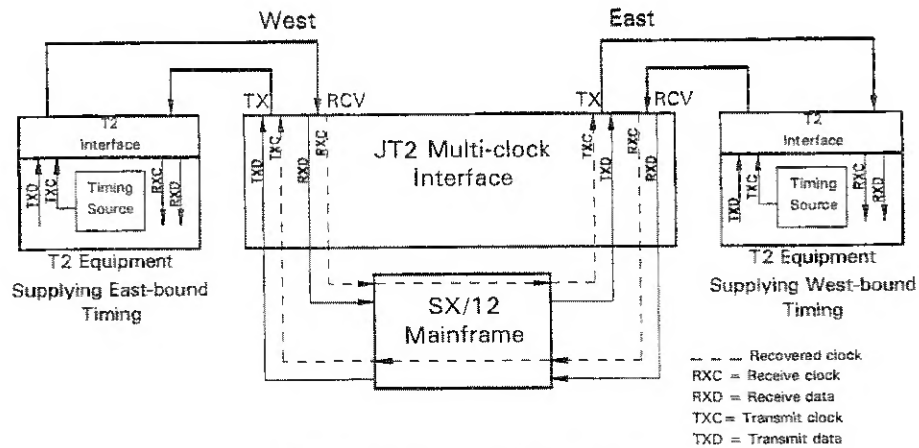 West
East
TX
RCV
TX
RCV
T2
Interface
TXD
TXC
Timing
Source
RXC
RXD
T2 Equipment
Supplying East-bound
Timing
TXD
TXC
RXD
RXC
JT2 Multi-clock
Interface
TXC
TXD
RXC
RXD
T2
Interface
TXD
TXC
Timing
Source
RXC
RXD
T2 Equipment
Supplying West-bound
Timing
SX/12
Mainframe
Recovered clock
RXC = Receive clock
RXD = Receive data
TXC = Transmit clock
TXD = Transmit data